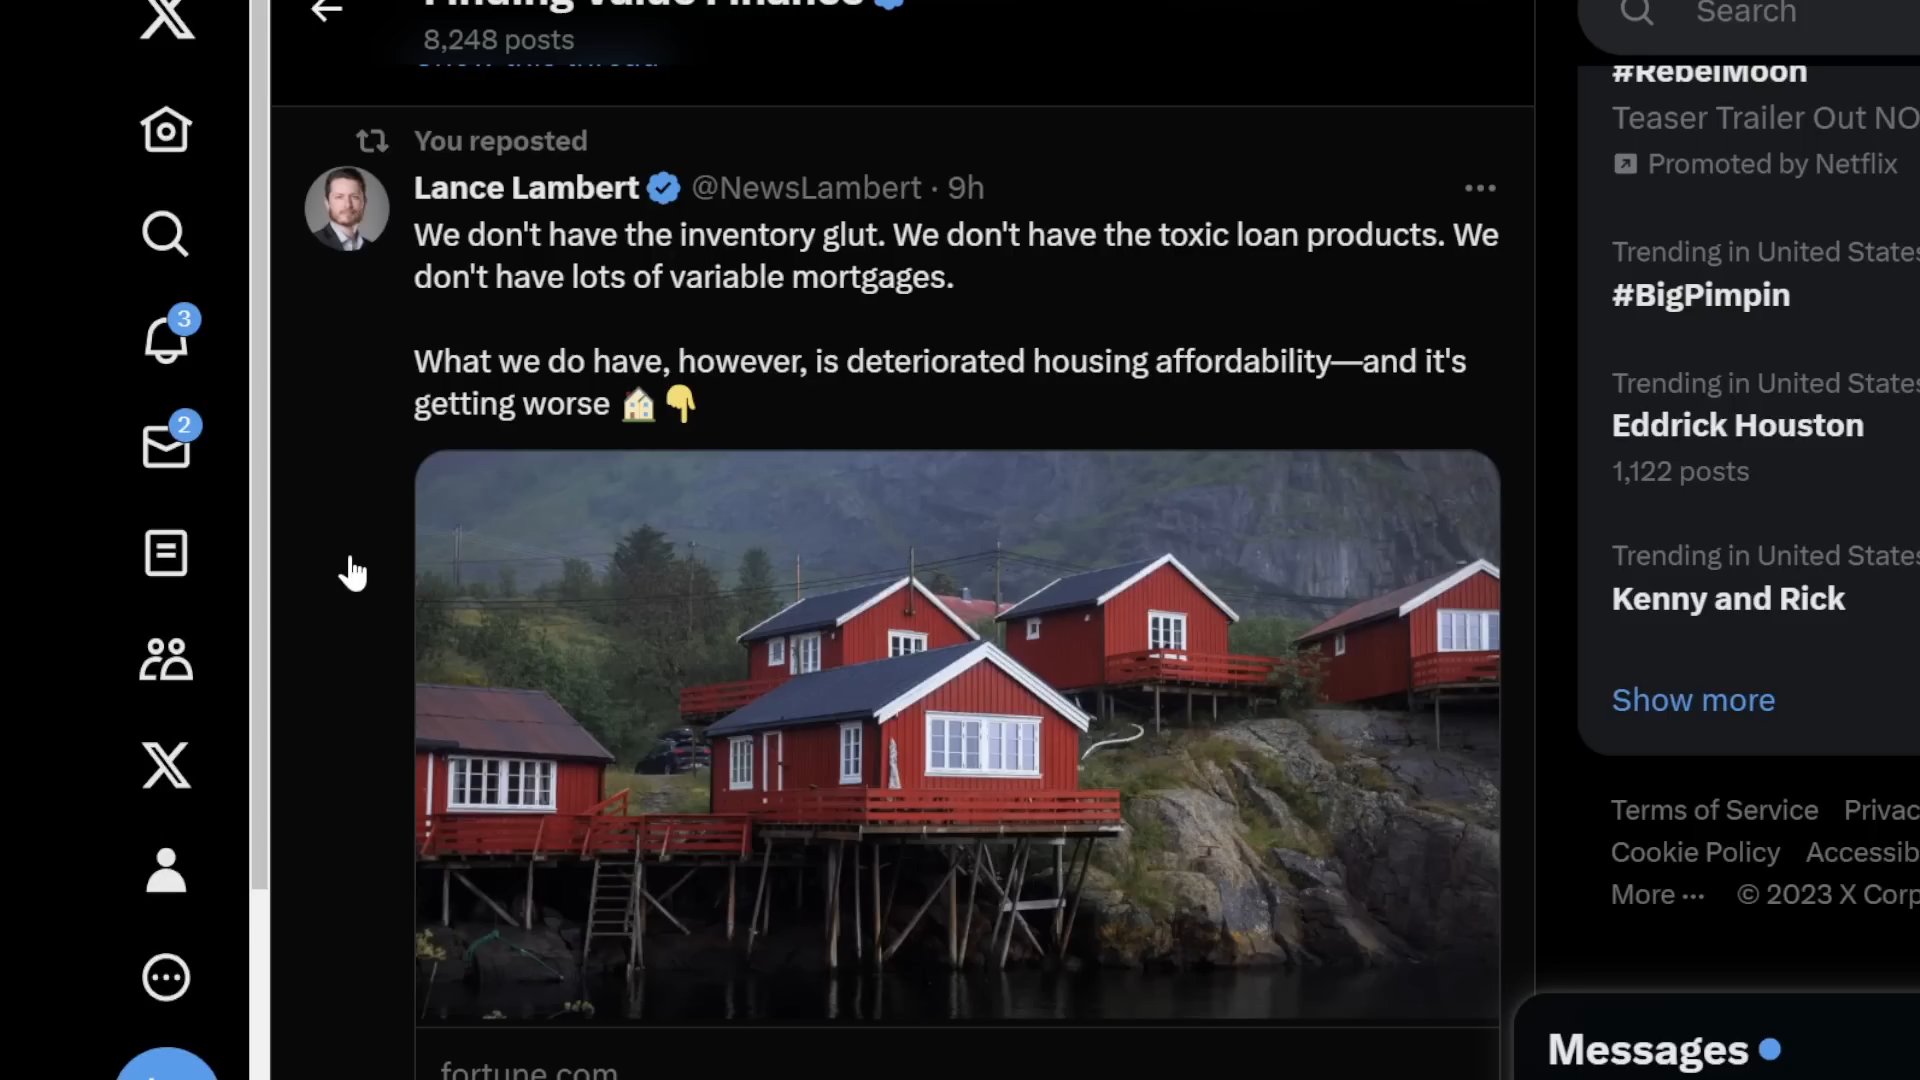 Finding Value Finance
8,248 posts
Search
#RebelMoon
Teaser Trailer Out NO
Promoted by Netflix
You reposted
Lance Lambert @NewsLambert · 9h
We don't have the inventory glut. We don't have the toxic loan products. We
don't have lots of variable mortgages.
What we do have, however, is deteriorated housing affordability—and it's
getting worse 🏠👇
fortune.com
3
2
Trending in United States
#BigPimpin
Trending in United States
Eddrick Houston
1,122 posts
Trending in United States
Kenny and Rick
Show more
Terms of Service Privac
Cookie Policy Accessib
More ··· © 2023 X Corp
Messages